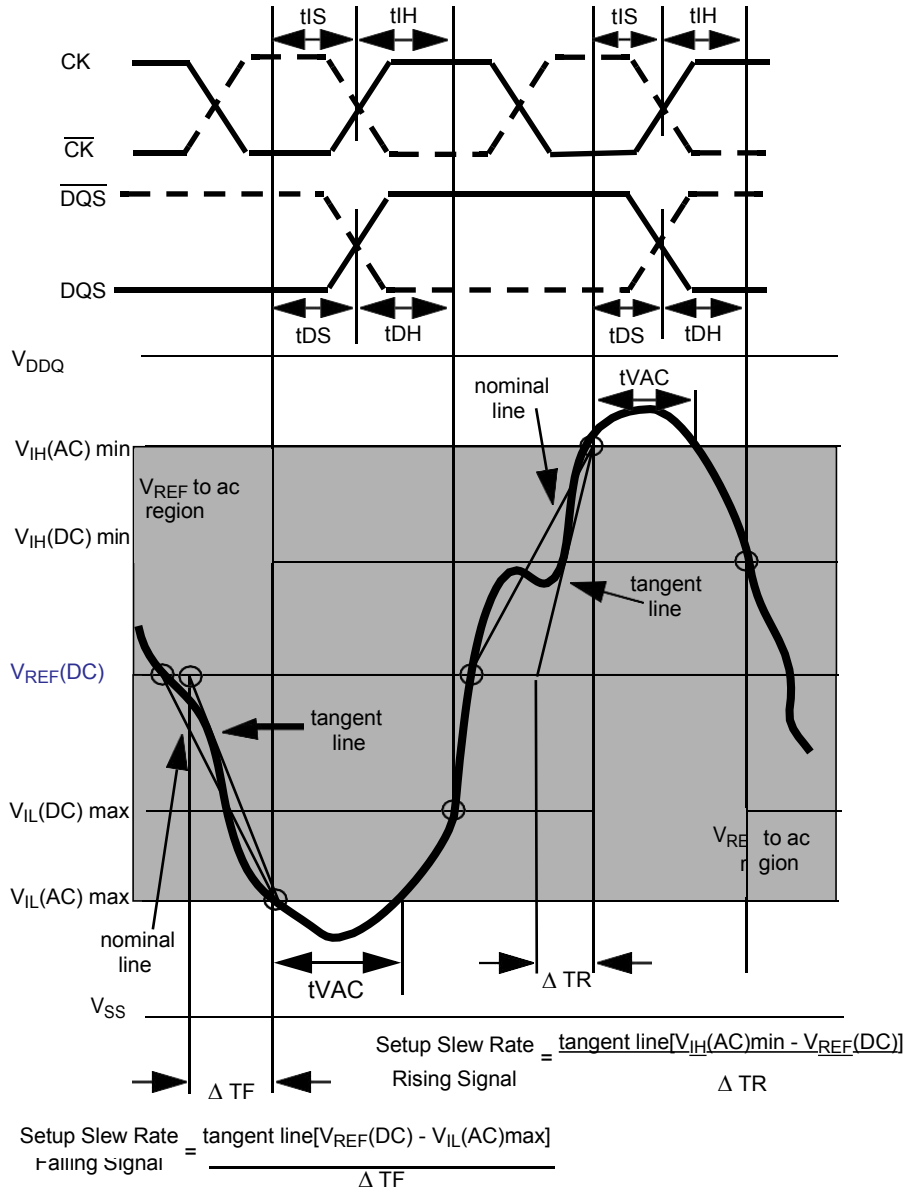 tIS tIH tIS tIH
CK
C̅K̅
D̅Q̅S̅
DQS
tDS tDH tDS tDH
VDDQ
nominal
line
tVAC
VIH(AC) min
VREF to ac
region
VIH(DC) min
tangent
line
VREF(DC)
tangent
line
VIL(DC) max
VRE to ac
region
VIL(AC) max
nominal
line
tVAC
Δ TR
VSS
Setup Slew Rate
Rising Signal
=
tangent line[VIH(AC)min - VREF(DC)]
Δ TR
Δ TF
Setup Slew Rate
Falling Signal
=
tangent line[VREF(DC) - VIL(AC)max]
Δ TF